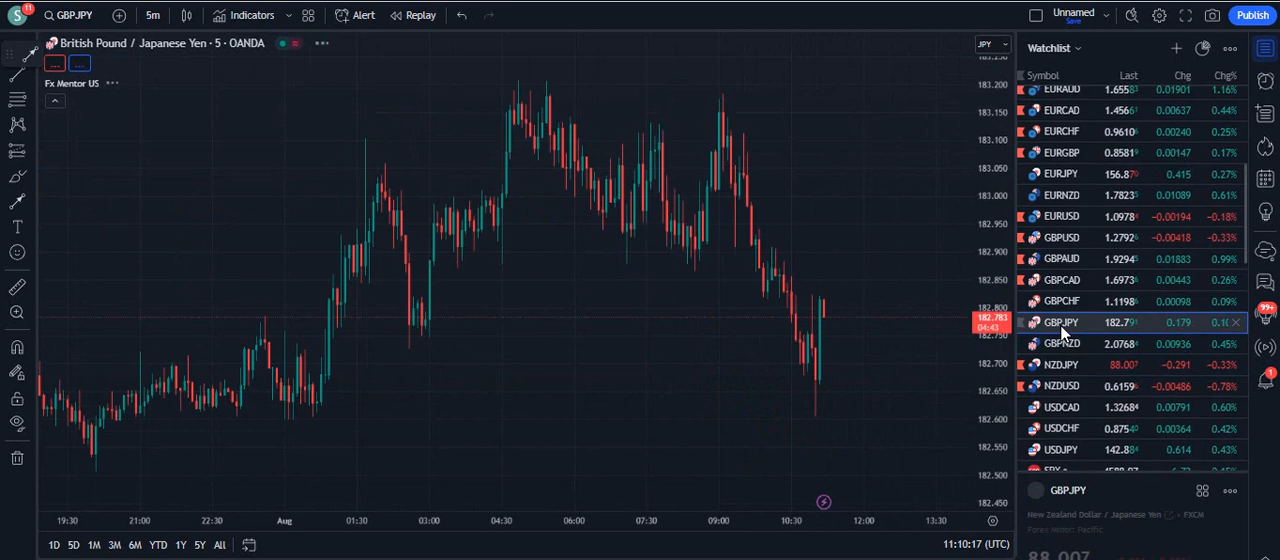 S 11 GBPJPY 5m Indicators Alert Replay Unnamed Save Publish
British Pound / Japanese Yen · 5 · OANDA
JPY
Fx Mentor US
183.200
183.150
183.100
183.050
183.000
182.950
182.900
182.850
182.800
182.783
04:43
182.700
182.650
182.600
182.550
182.500
182.450
19:30 21:00 22:30 Aug 01:30 03:00 04:30 06:00 07:30 09:00 10:30 12:00 13:30
1D 5D 1M 3M 6M YTD 1Y 5Y All
11:10:17 (UTC)
Watchlist
Symbol Last Chg Chg%
EURAUD 1.6558 0.01901 1.16%
EURCAD 1.4566 0.00637 0.44%
EURCHF 0.9610 0.00240 0.25%
EURGBP 0.8581 0.00147 0.17%
EURJPY 156.87 0.415 0.27%
EURNZD 1.7823 0.01089 0.61%
EURUSD 1.0978 −0.00194 −0.18%
GBPUSD 1.2792 −0.00418 −0.33%
GBPAUD 1.9294 0.01883 0.99%
GBPCAD 1.6973 0.00443 0.26%
GBPCHF 1.1198 0.00098 0.09%
GBPJPY 182.791 0.179
GBPNZD 2.0768 0.00936 0.45%
NZDJPY 88.007 −0.291 −0.33%
NZDUSD 0.6159 −0.00486 −0.78%
USDCAD 1.3268 0.00791 0.60%
USDCHF 0.8754 0.00364 0.42%
USDJPY 142.88 0.614 0.43%
99+
1
GBPJPY
New Zealand Dollar / Japanese Yen · FXCM
88.007